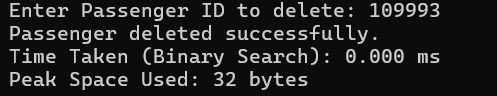 Enter Passenger ID to delete: 109993
Passenger deleted successfully.
Time Taken (Binary Search): 0.000 ms
Peak Space Used: 32 bytes